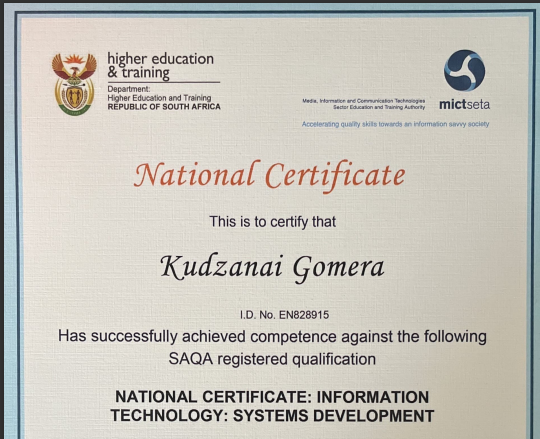 higher education
& training
Department:
Higher Education and Training
REPUBLIC OF SOUTH AFRICA
Media, Information and Communication Technologies
Sector Education and Training Authority
mictseta
Accelerating quality skills towards an information savvy society
National Certificate
This is to certify that
Kudzanai Gomera
I.D. No. EN828915
Has successfully achieved competence against the following
SAQA registered qualification
NATIONAL CERTIFICATE: INFORMATION
TECHNOLOGY: SYSTEMS DEVELOPMENT